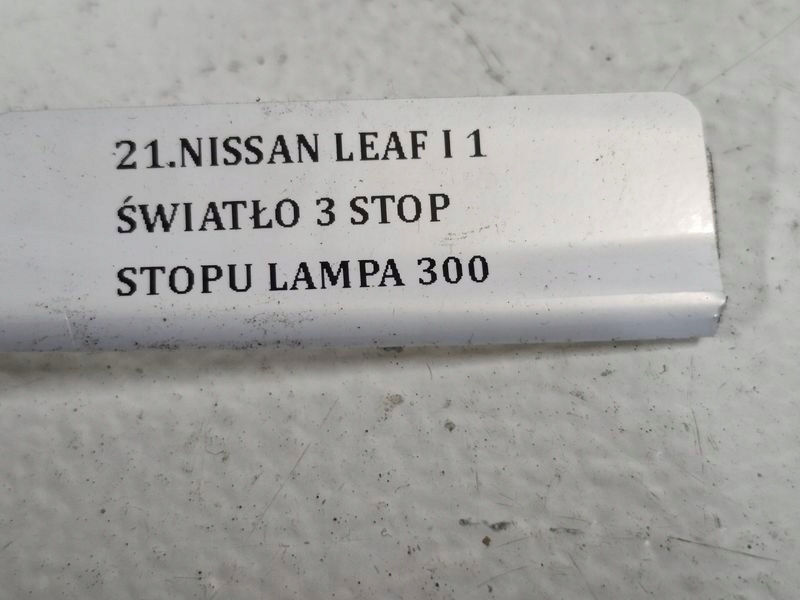 21.NISSAN LEAF I 1
ŚWIATŁO 3 STOP
STOPU LAMPA 300